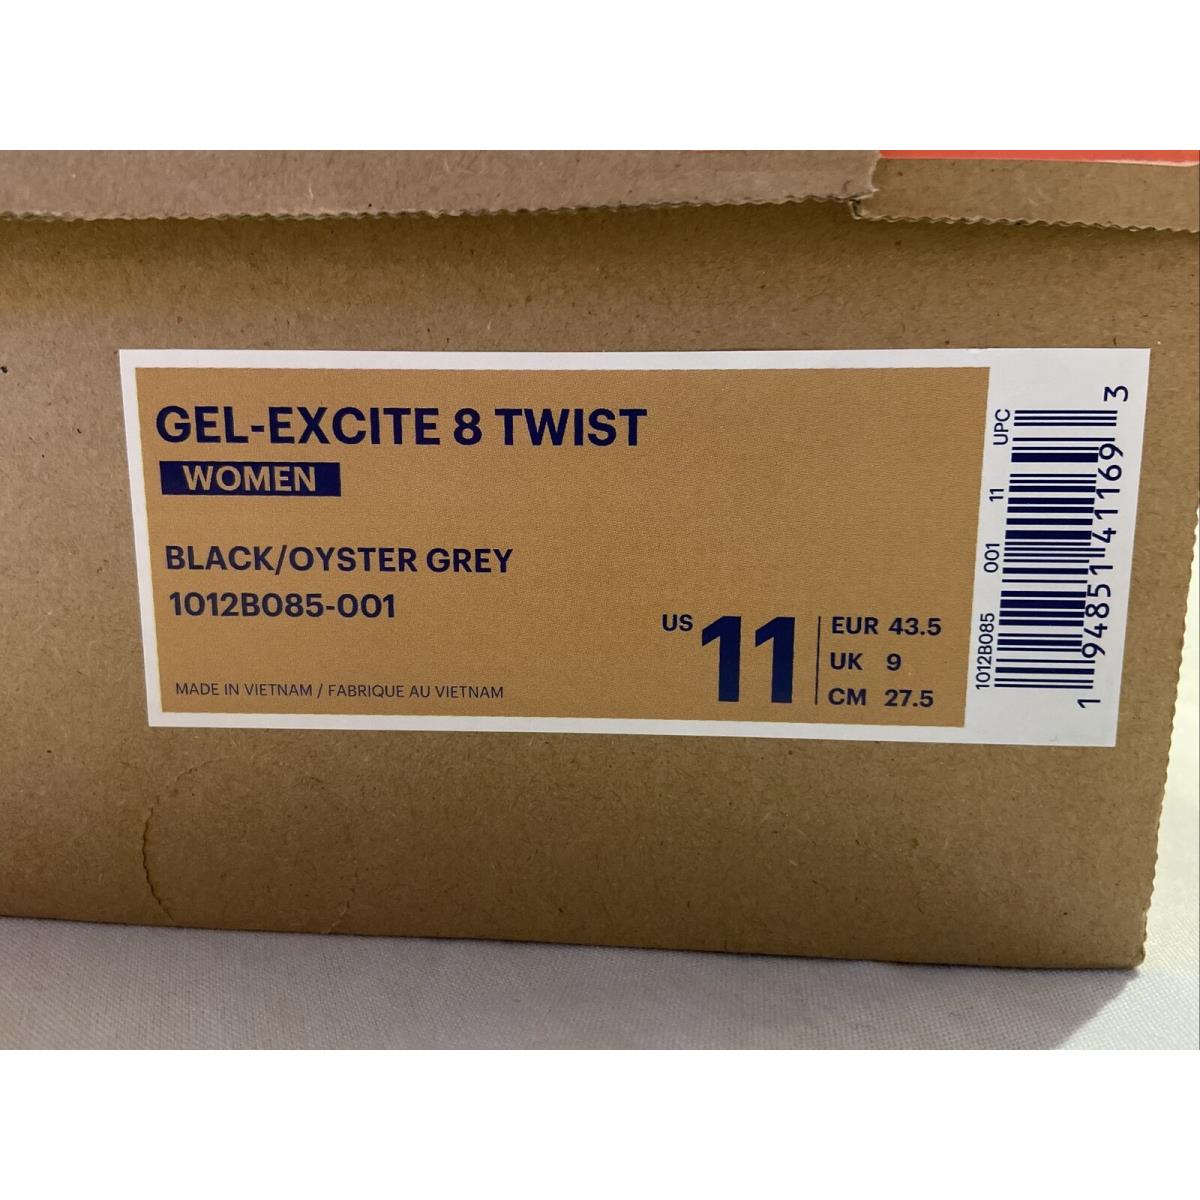 GEL-EXCITE 8 TWIST
WOMEN
BLACK/OYSTER GREY
1012B085-001
MADE IN VIETNAM / FABRIQUE AU VIETNAM
US 11
EUR 43.5
UK 9
CM 27.5
1012B085 001 11 UPC
1 94851 41169 3